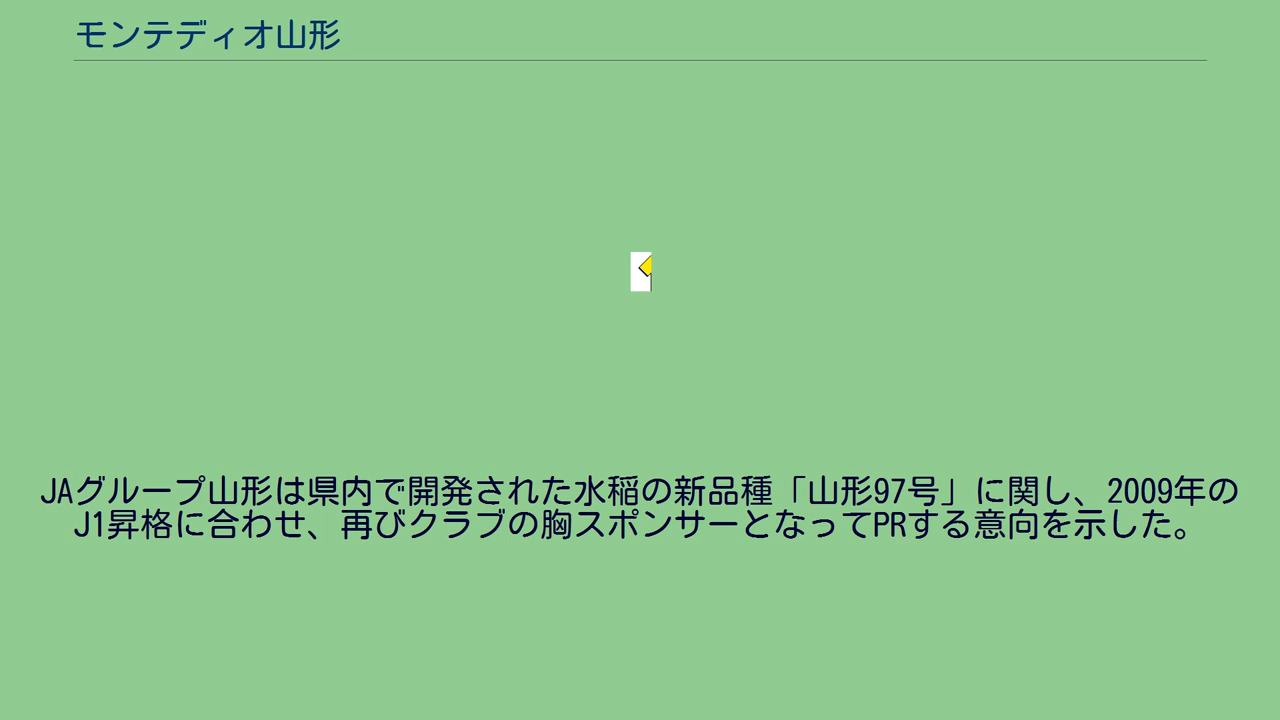 モンテディオ山形
JAグループ山形は県内で開発された水稲の新品種「山形97号」に関し、2009年の
J1昇格に合わせ、再びクラブの胸スポンサーとなってPRする意向を示した。